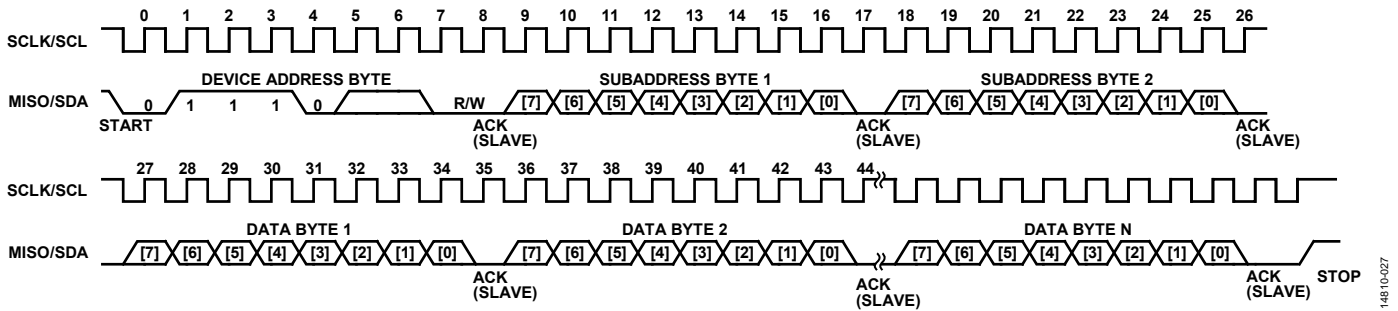 0 1 2 3 4 5 6 7 8 9 10 11 12 13 14 15 16 17 18 19 20 21 22 23 24 25 26
SCLK/SCL
DEVICE ADDRESS BYTE SUBADDRESS BYTE 1 SUBADDRESS BYTE 2
MISO/SDA 0 1 1 1 0 R/W [7] [6] [5] [4] [3] [2] [1] [0] [7] [6] [5] [4] [3] [2] [1] [0]
START ACK (SLAVE) ACK (SLAVE) ACK (SLAVE)
27 28 29 30 31 32 33 34 35 36 37 38 39 40 41 42 43 44
SCLK/SCL
DATA BYTE 1 DATA BYTE 2 DATA BYTE N
MISO/SDA [7] [6] [5] [4] [3] [2] [1] [0] [7] [6] [5] [4] [3] [2] [1] [0] [7] [6] [5] [4] [3] [2] [1] [0]
ACK (SLAVE) ACK (SLAVE) ACK (SLAVE) STOP
14810-027